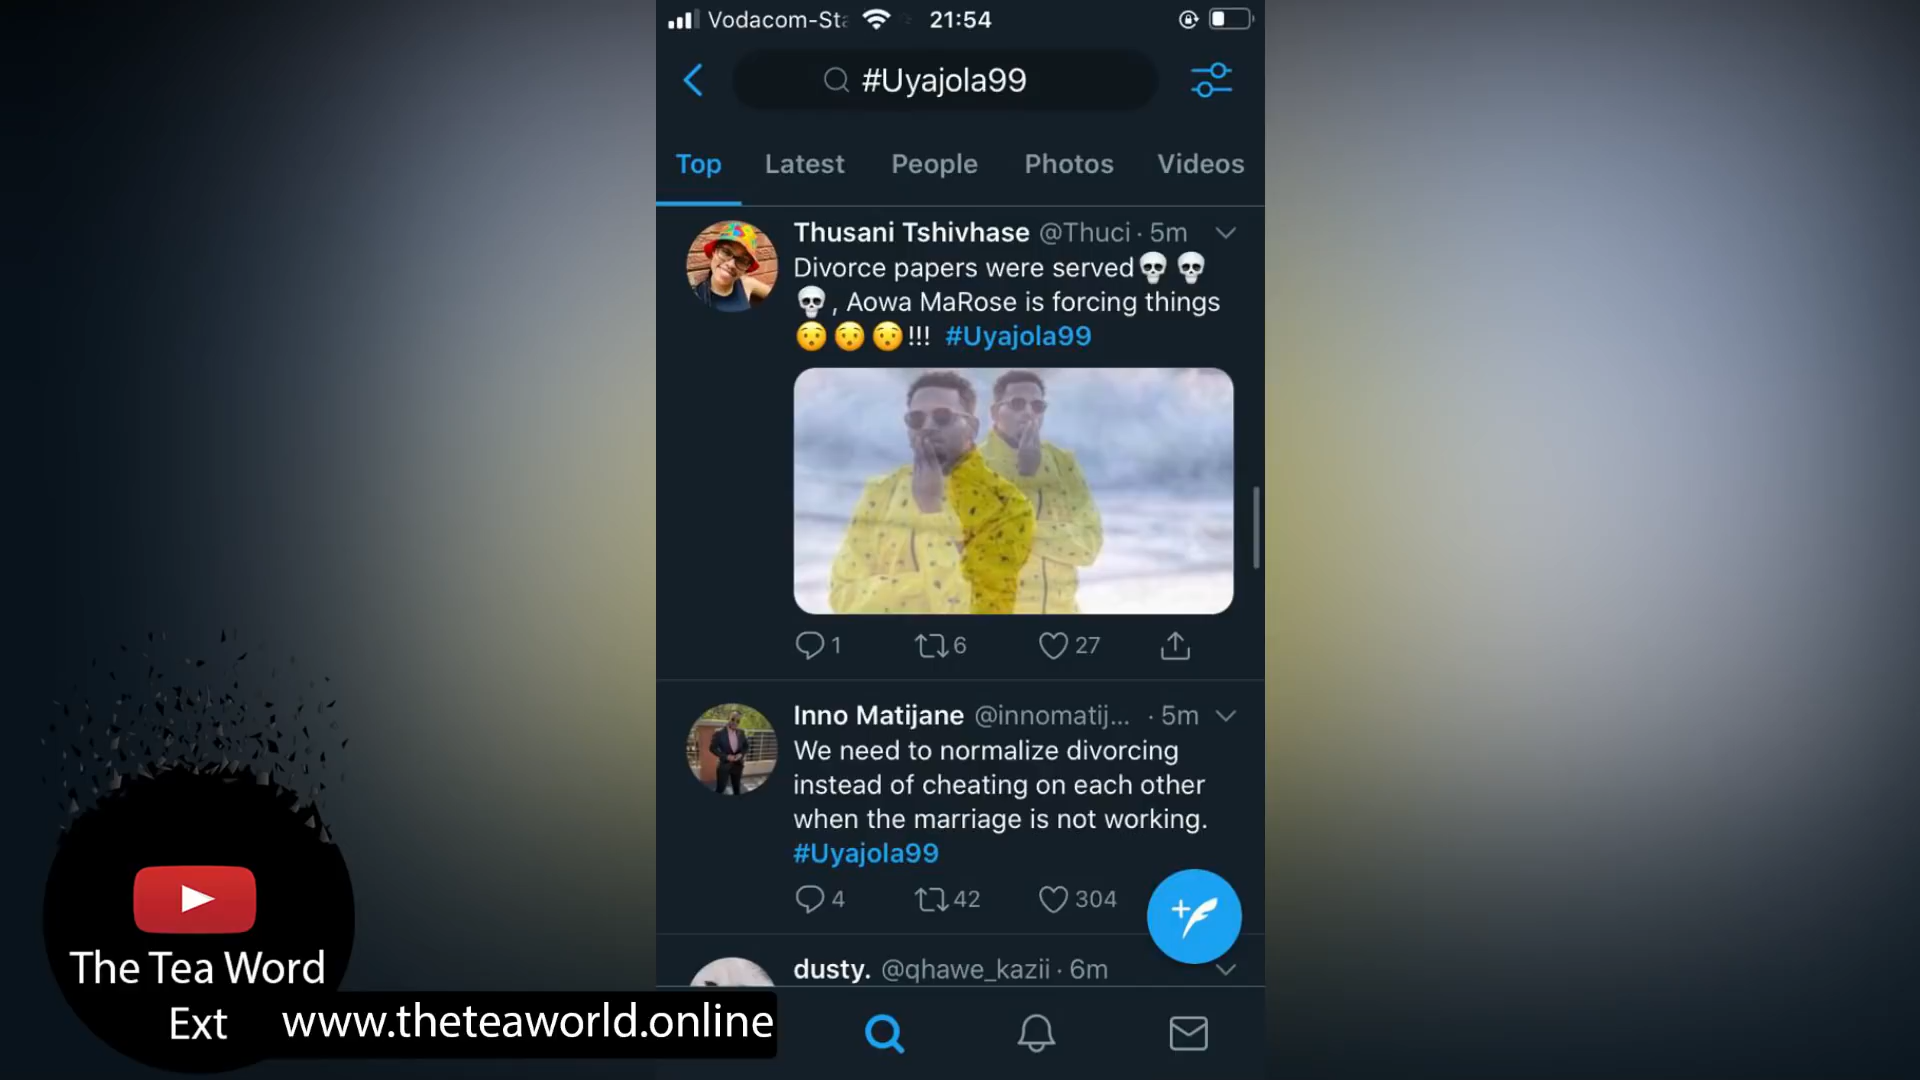 Vodacom-Sta 21:54
#Uyajola99
Top Latest People Photos Videos
Thusani Tshivhase @Thuci · 5m
Divorce papers were served💀💀
💀, Aowa MaRose is forcing things
😯😯😯!!! #Uyajola99
1 6 27
Inno Matijane @innomatij... · 5m
We need to normalize divorcing
instead of cheating on each other
when the marriage is not working.
#Uyajola99
4 42 304
dusty. @qhawe_kazii · 6m
The Tea Word
Ext
www.theteaworld.online